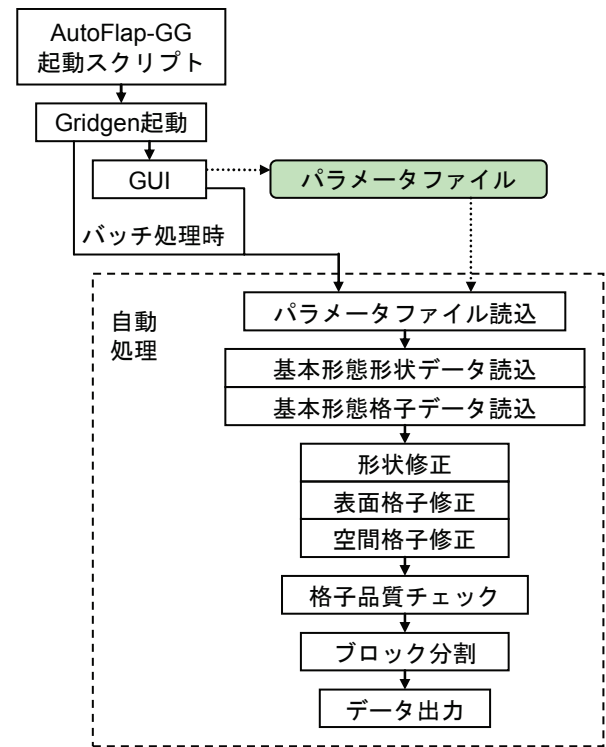 AutoFlap-GG
起動スクリプト
Gridgen起動
GUI
パラメータファイル
バッチ処理時
自動
処理
パラメータファイル読込
基本形態形状データ読込
基本形態格子データ読込
形状修正
表面格子修正
空間格子修正
格子品質チェック
ブロック分割
データ出力